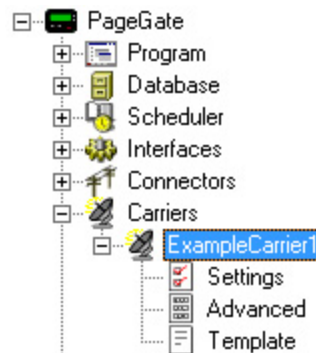 PageGate
Program
Database
Scheduler
Interfaces
Connectors
Carriers
ExampleCarrier1
Settings
Advanced
Template